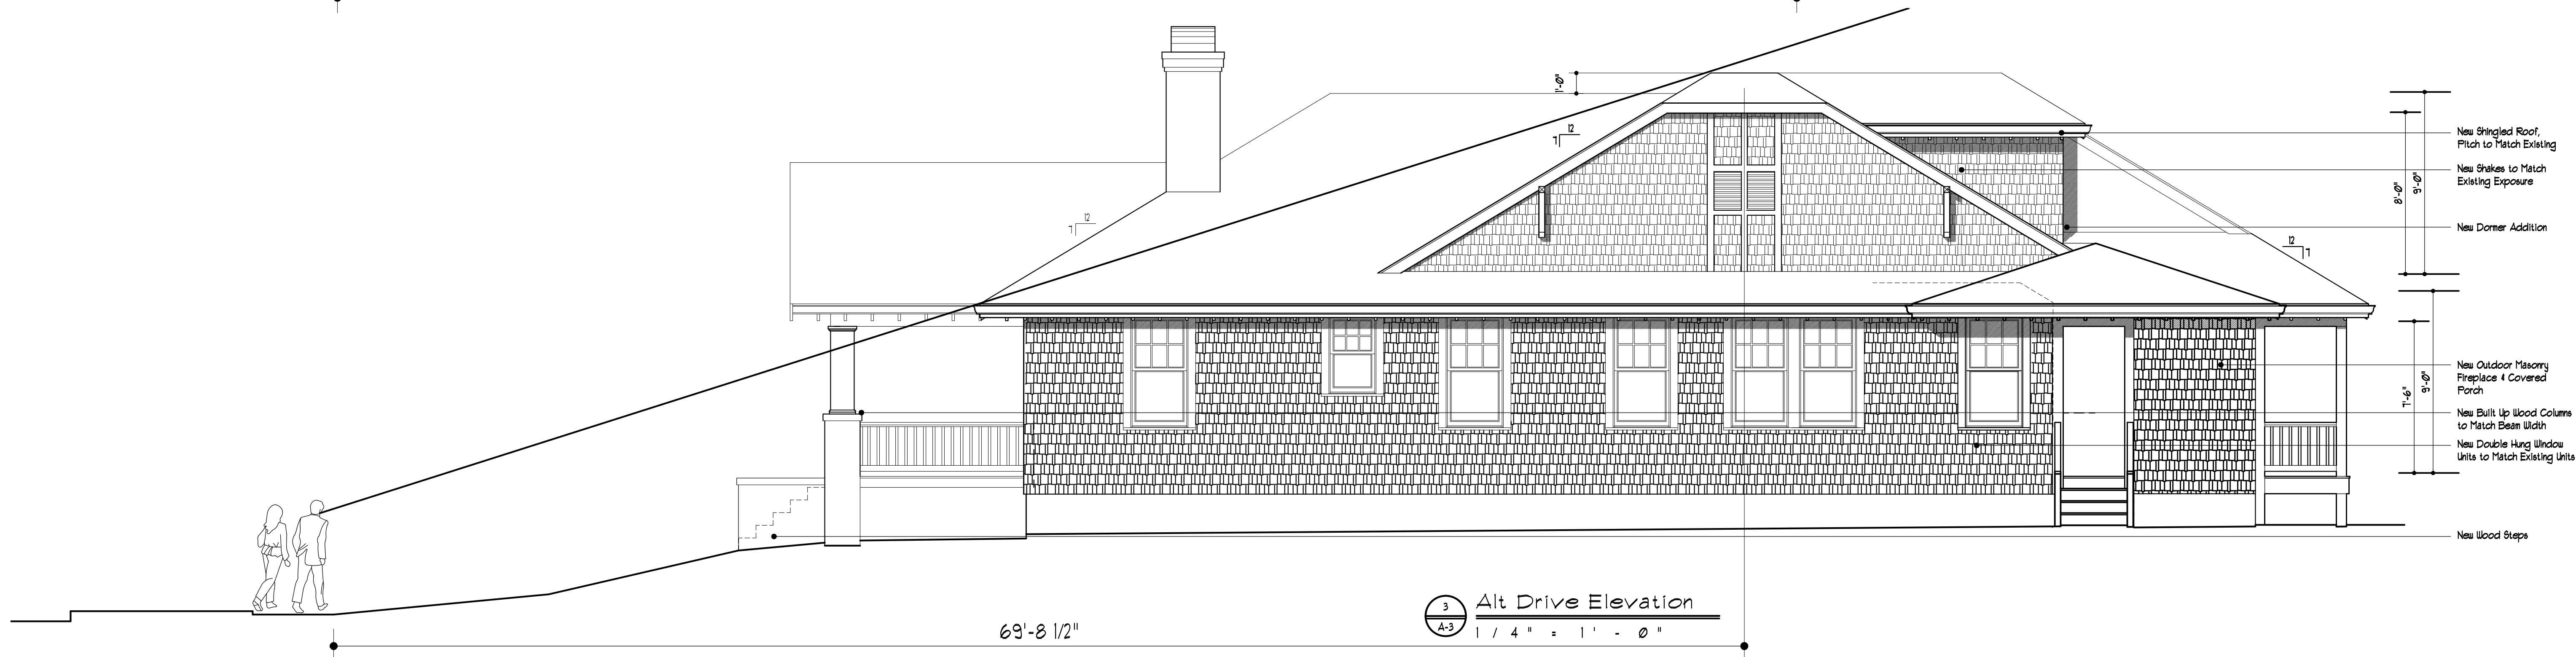 1'-0"
12
7
12
7
12
7
New Shingled Roof,
Pitch to Match Existing
New Shakes to Match
Existing Exposure
8'-0"
9'-0"
New Dormer Addition
New Outdoor Masonry
Fireplace & Covered
Porch
7'-6"
9'-0"
New Built Up Wood Columns
to Match Beam Width
New Double Hung Window
Units to Match Existing Units
New Wood Steps
3
A-3
Alt Drive Elevation
1/4" = 1'-0"
69'-8 1/2"